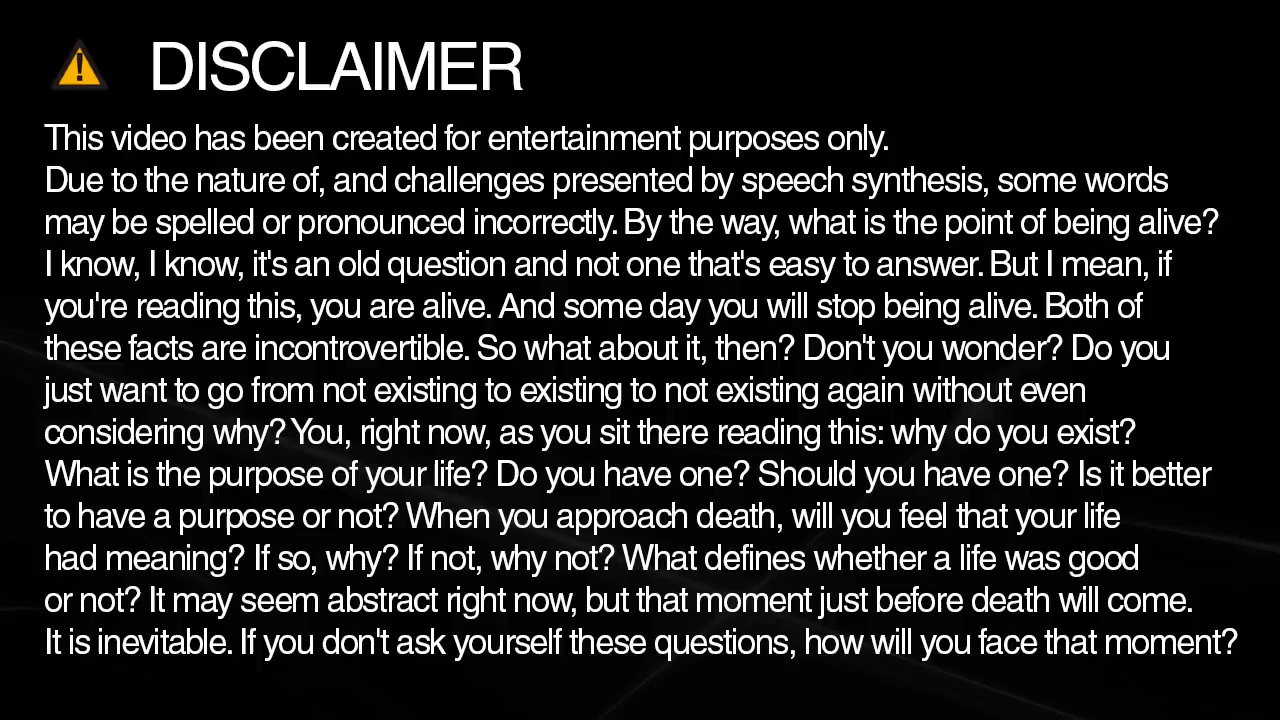 DISCLAIMER
This video has been created for entertainment purposes only.
Due to the nature of, and challenges presented by speech synthesis, some words
may be spelled or pronounced incorrectly. By the way, what is the point of being alive?
I know, I know, it's an old question and not one that's easy to answer. But I mean, if
you're reading this, you are alive. And some day you will stop being alive. Both of
these facts are incontrovertible. So what about it, then? Don't you wonder? Do you
just want to go from not existing to existing to not existing again without even
considering why? You, right now, as you sit there reading this: why do you exist?
What is the purpose of your life? Do you have one? Should you have one? Is it better
to have a purpose or not? When you approach death, will you feel that your life
had meaning? If so, why? If not, why not? What defines whether a life was good
or not? It may seem abstract right now, but that moment just before death will come.
It is inevitable. If you don't ask yourself these questions, how will you face that moment?